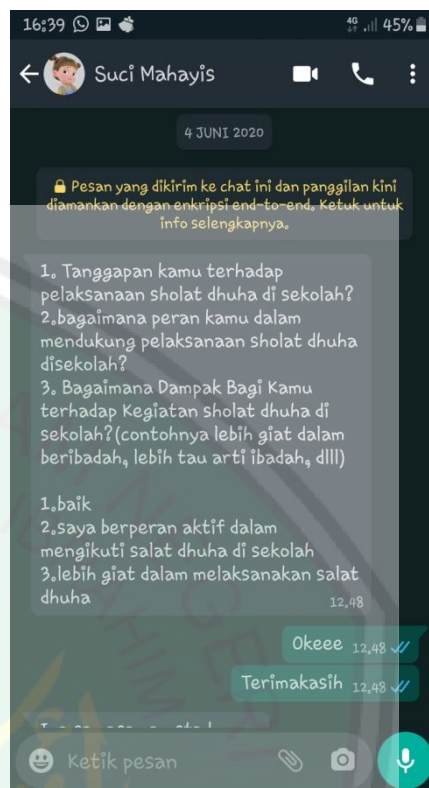 16:39
4G
45%
Suci Mahayis
4 JUNI 2020
Pesan yang dikirim ke chat ini dan panggilan kini
diamankan dengan enkripsi end-to-end. Ketuk untuk
info selengkapnya.
1. Tanggapan kamu terhadap
pelaksanaan sholat dhuha di sekolah?
2.bagaimana peran kamu dalam
mendukung pelaksanaan sholat dhuha
disekolah?
3. Bagaimana Dampak Bagi Kamu
terhadap Kegiatan sholat dhuha di
sekolah?(contohnya lebih giat dalam
beribadah, lebih tau arti ibadah, dlll)
1.baik
2.saya berperan aktif dalam
mengikuti salat dhuha di sekolah
3.lebih giat dalam melaksanakan salat
dhuha
12.48
Okeee 12.48
Terimakasih 12.48
Ketik pesan